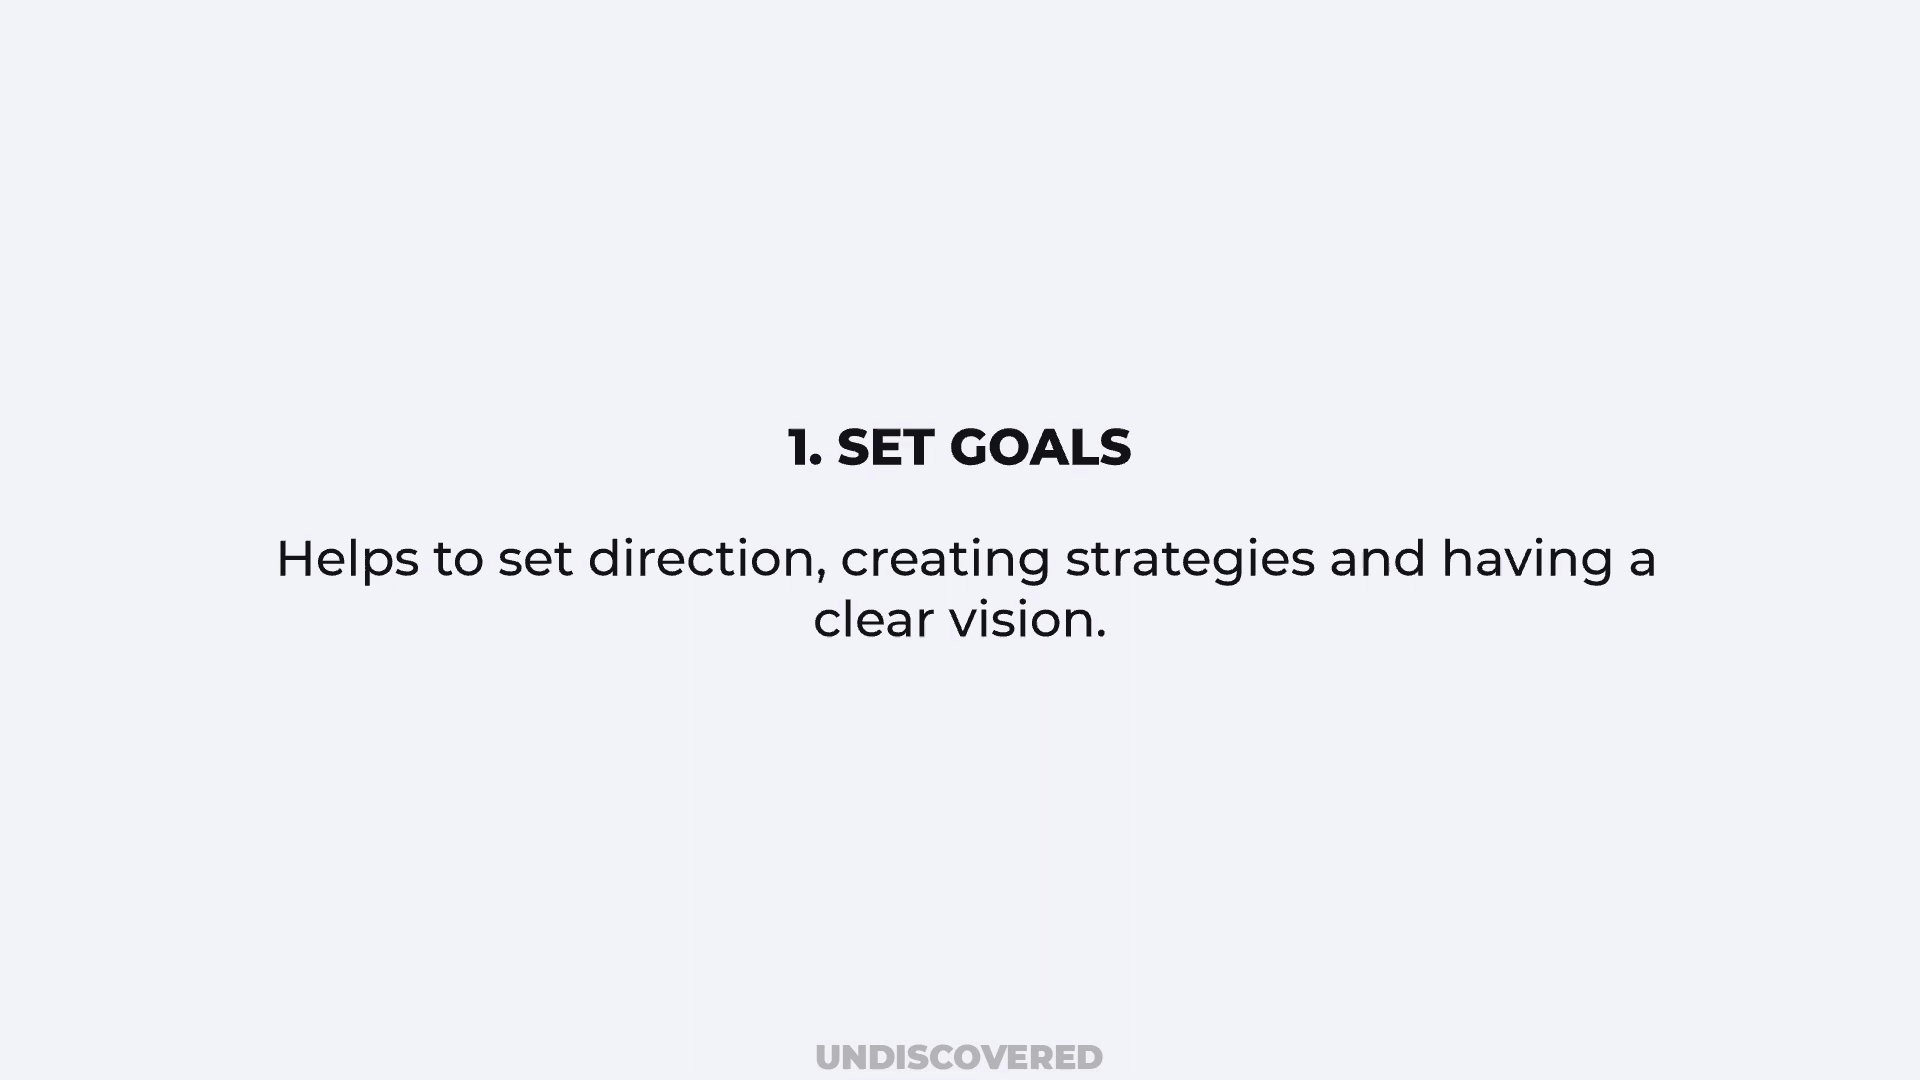 1. SET GOALS
Helps to set direction, creating strategies and having a
clear vision.
UNDISCOVERED